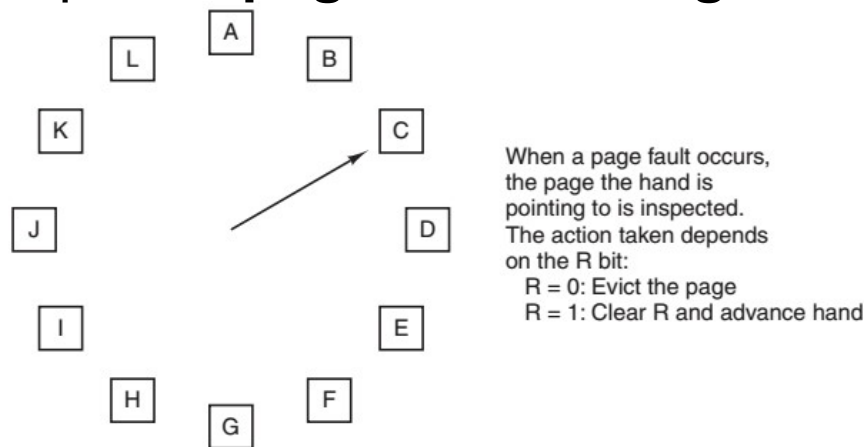 A
L
B
K
C
J
D
I
E
H
F
G
When a page fault occurs,
the page the hand is
pointing to is inspected.
The action taken depends
on the R bit:
R = 0: Evict the page
R = 1: Clear R and advance hand